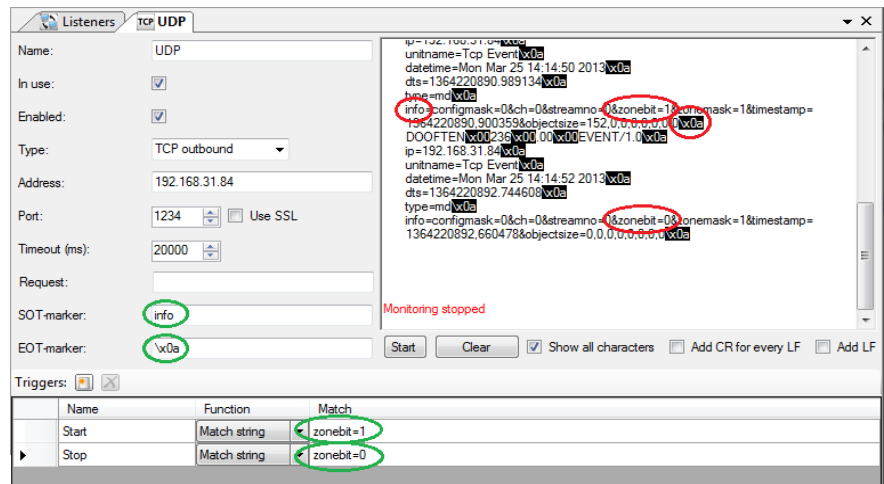 Listeners
TCP UDP
Name: UDP
In use:
Enabled:
Type: TCP outbound
Address: 192.168.31.84
Port: 1234 Use SSL
Timeout (ms): 20000
Request:
SOT-marker: info
EOT-marker: \x0a
ip=192.168.31.84\x0a
unitname=Tcp Event\x0a
datetime=Mon Mar 25 14:14:50 2013\x0a
dts=1364220890.989134\x0a
type=md\x0a
info=configmask=0&ch=0&streamno=0&zonebit=1&zonemask=1&timestamp=
1364220890,900359&objectsize=152,0,0,0,0,0,0,0\x0a
DOOFTEN\x00236\x00.00\x00EVENT/1.0\x0a
ip=192.168.31.84\x0a
unitname=Tcp Event\x0a
datetime=Mon Mar 25 14:14:52 2013\x0a
dts=1364220892.744608\x0a
type=md\x0a
info=configmask=0&ch=0&streamno=0&zonebit=0&zonemask=1&timestamp=
1364220892,660478&objectsize=0,0,0,0,0,0,0,0\x0a
Monitoring stopped
Start Clear Show all characters Add CR for every LF Add LF
Triggers:
Name Function Match
Start Match string zonebit=1
Stop Match string zonebit=0